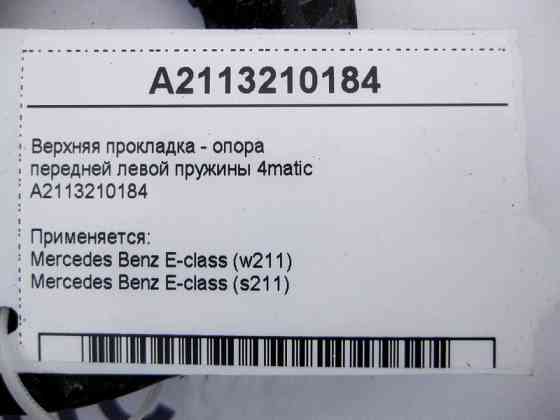 A2113210184
Верхняя прокладка - опора
передней левой пружины 4matic
A2113210184
Применяется:
Mercedes Benz E-class (w211)
Mercedes Benz E-class (s211)